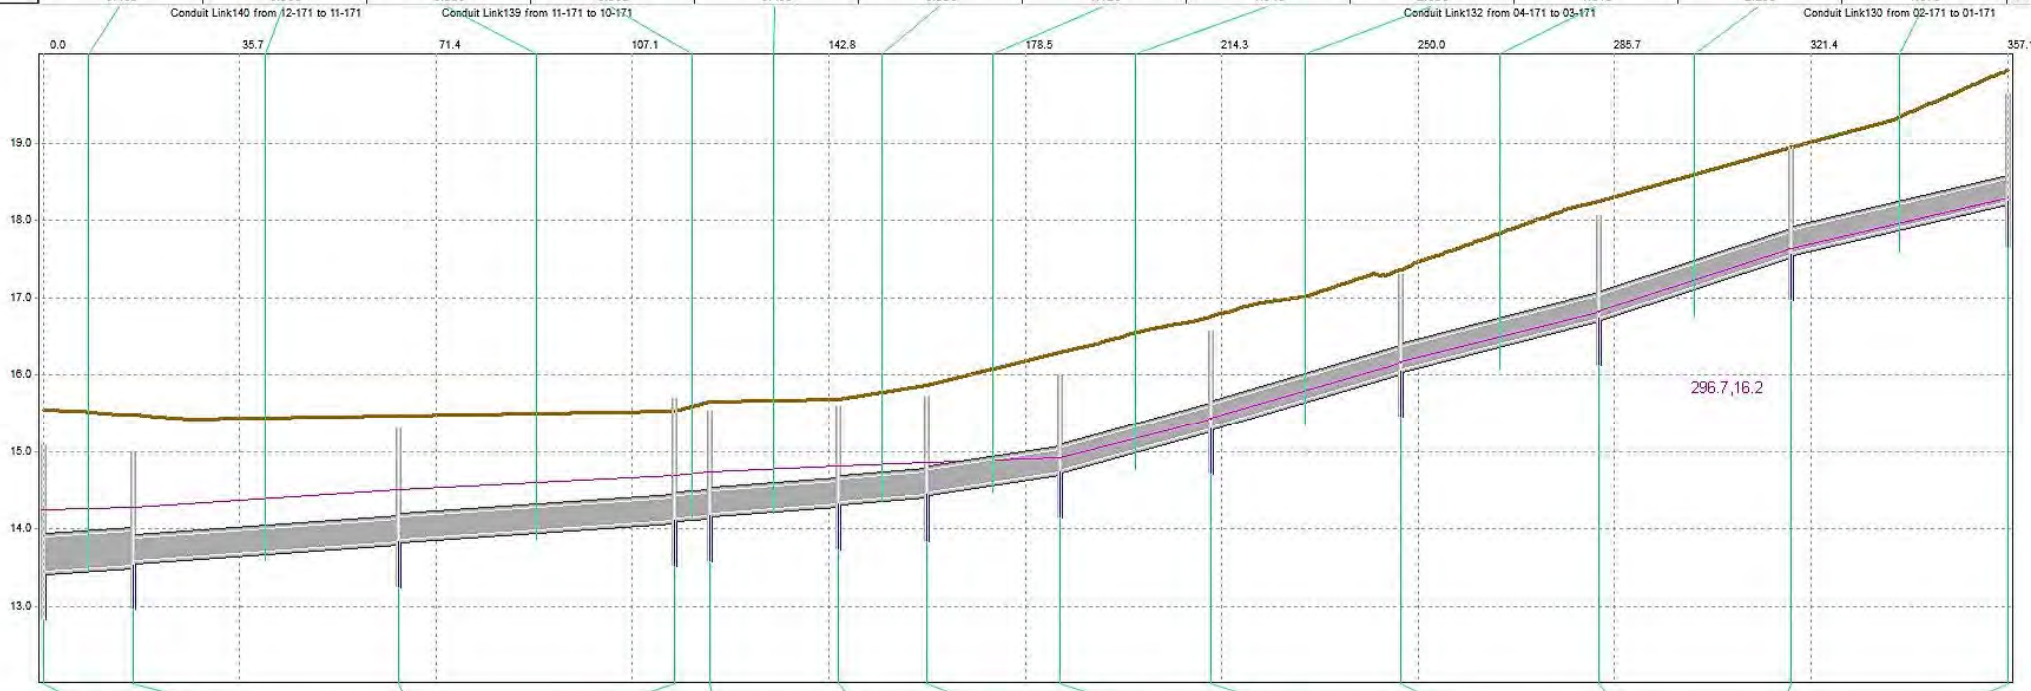 Conduit Link140 from 12-171 to 11-171
Conduit Link139 from 11-171 to 10-171
Conduit Link132 from 04-171 to 03-171
Conduit Link130 from 02-171 to 01-171
0.0 35.7 71.4 107.1 142.8 178.5 214.3 250.0 285.7 321.4 357.
19.0
18.0
17.0
16.0
296.7,16.2
15.0
14.0
13.0